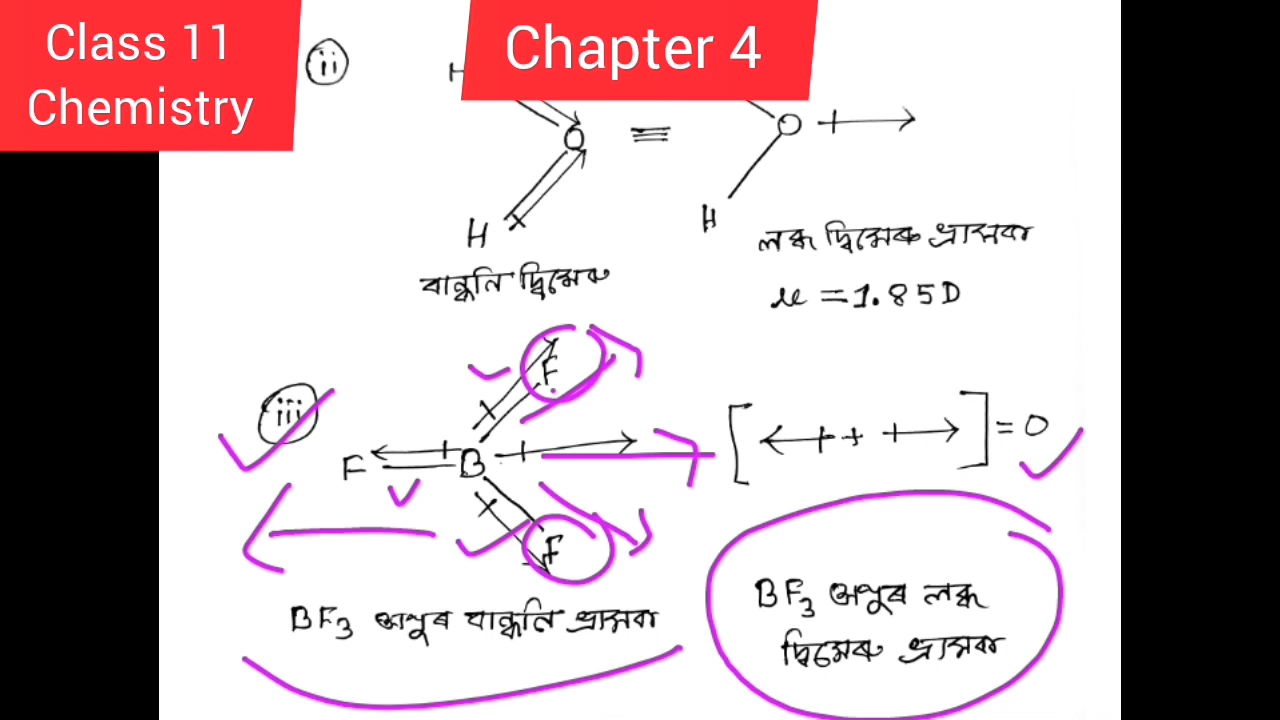 Class 11
Chemistry
Chapter 4
ii
H
O
≡
O
H
H
বান্ধনি দ্বিমেৰু
লব্ধ দ্বিমেৰু ভ্ৰামক
μ = 1.85D
iii
F
F
B
F
[ + ] = 0
BF₃ অণুৰ বান্ধনি ভ্ৰামক
BF₃ অণুৰ লব্ধ
দ্বিমেৰু ভ্ৰামক